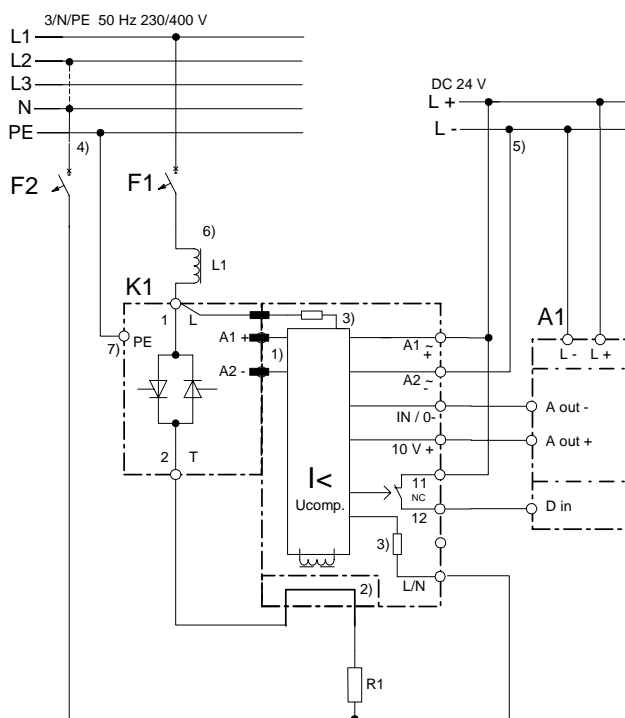 3/N/PE 50 Hz 230/400 V
L1
L2
L3
N
PE
4)
F2
F1
6)
L1
K1
1
L
3)
7)
PE
A1 +
1)
A2 -
2
T
I<
Ucomp.
A1 ~
+
A2 ~
-
IN / 0-
10 V +
11
NC
12
3)
L/N
2)
R1
DC 24 V
L +
L -
5)
A1
L - L +
A out -
A out +
D in